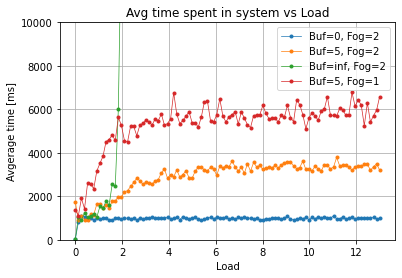 Avg time spent in system vs Load
10000
8000
6000
4000
2000
0
Avgerage time [ms]
0 2 4 6 8 10 12
Load
Buf=0, Fog=2
Buf=5, Fog=2
Buf=inf, Fog=2
Buf=5, Fog=1